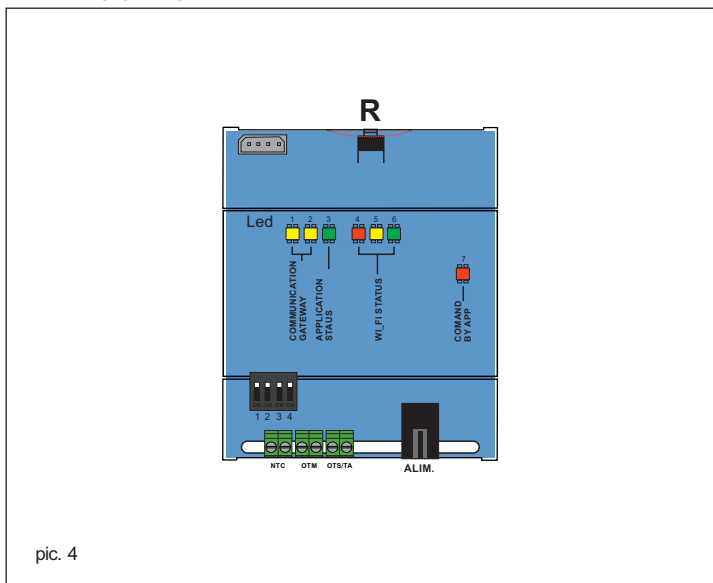 R
Led
1 2 3 4 5 6
7
COMMUNICATION
GATEWAY
APPLICATION
STAUS
WI_FI STATUS
COMAND
BY APP
1 2 3 4
NTC OTM OTS/TA
ALIM.
pic. 4